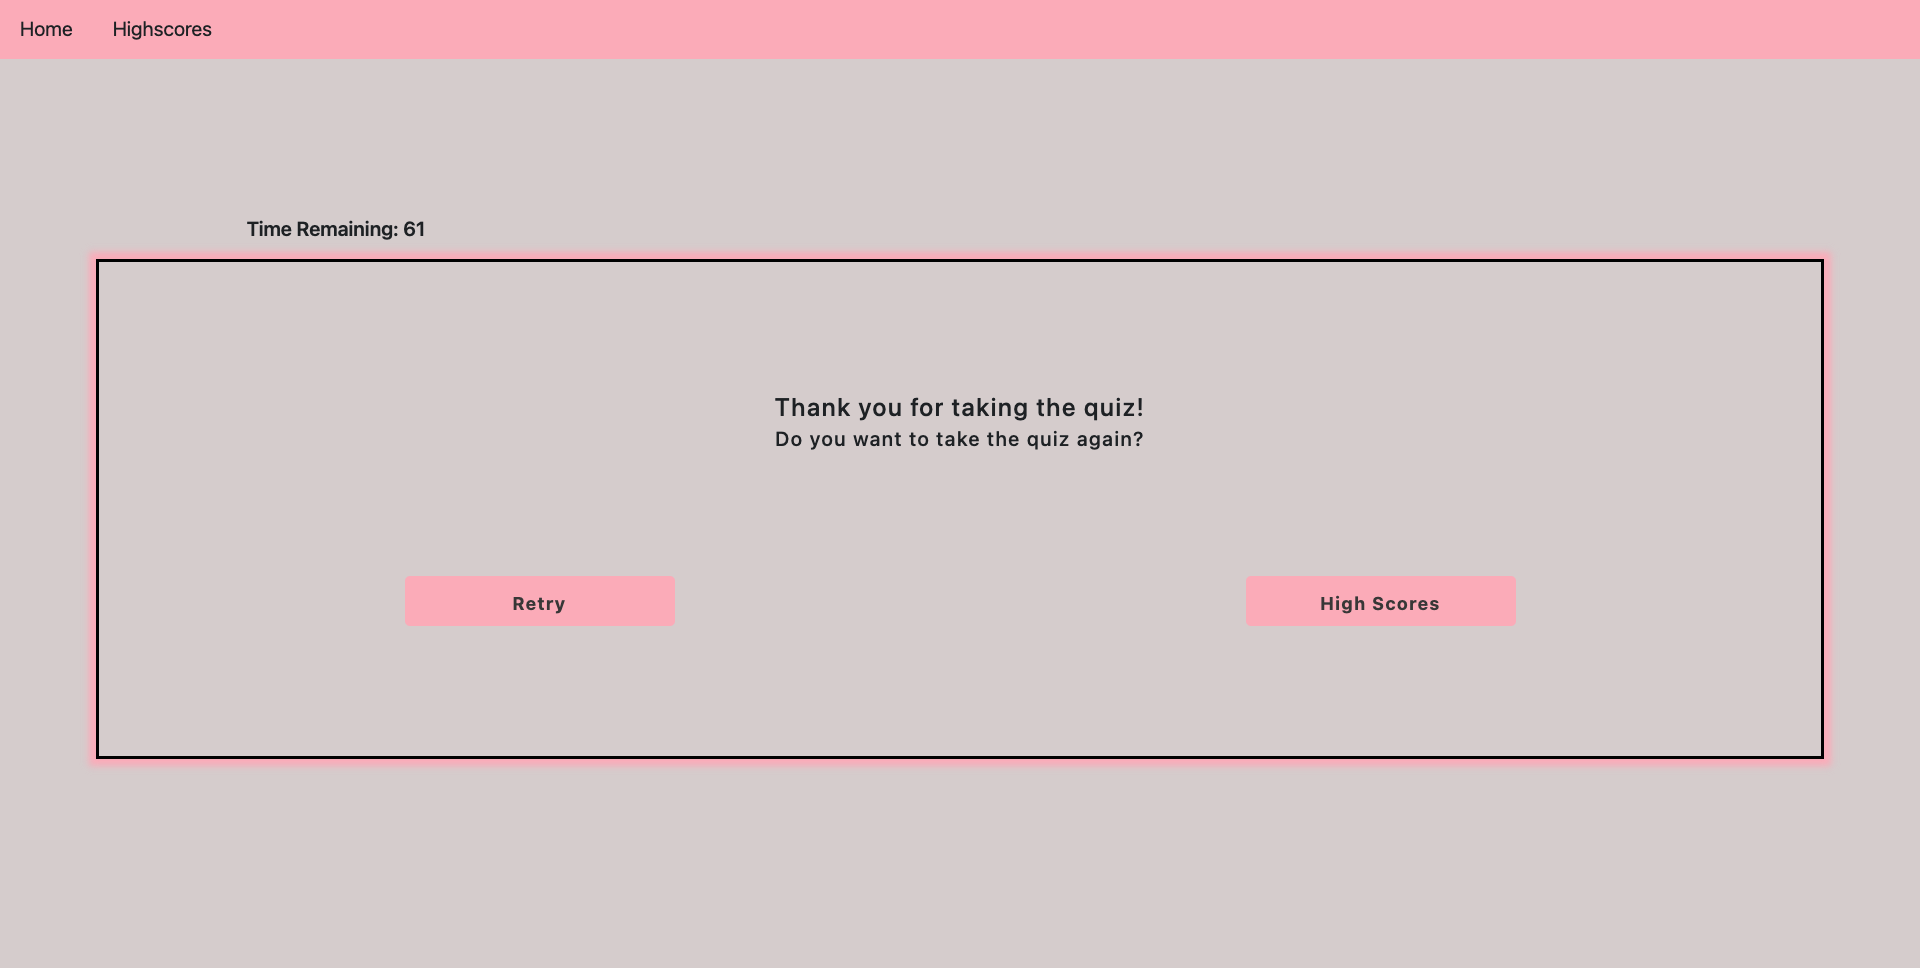 Home Highscores
Time Remaining: 61
Thank you for taking the quiz!
Do you want to take the quiz again?
Retry High Scores